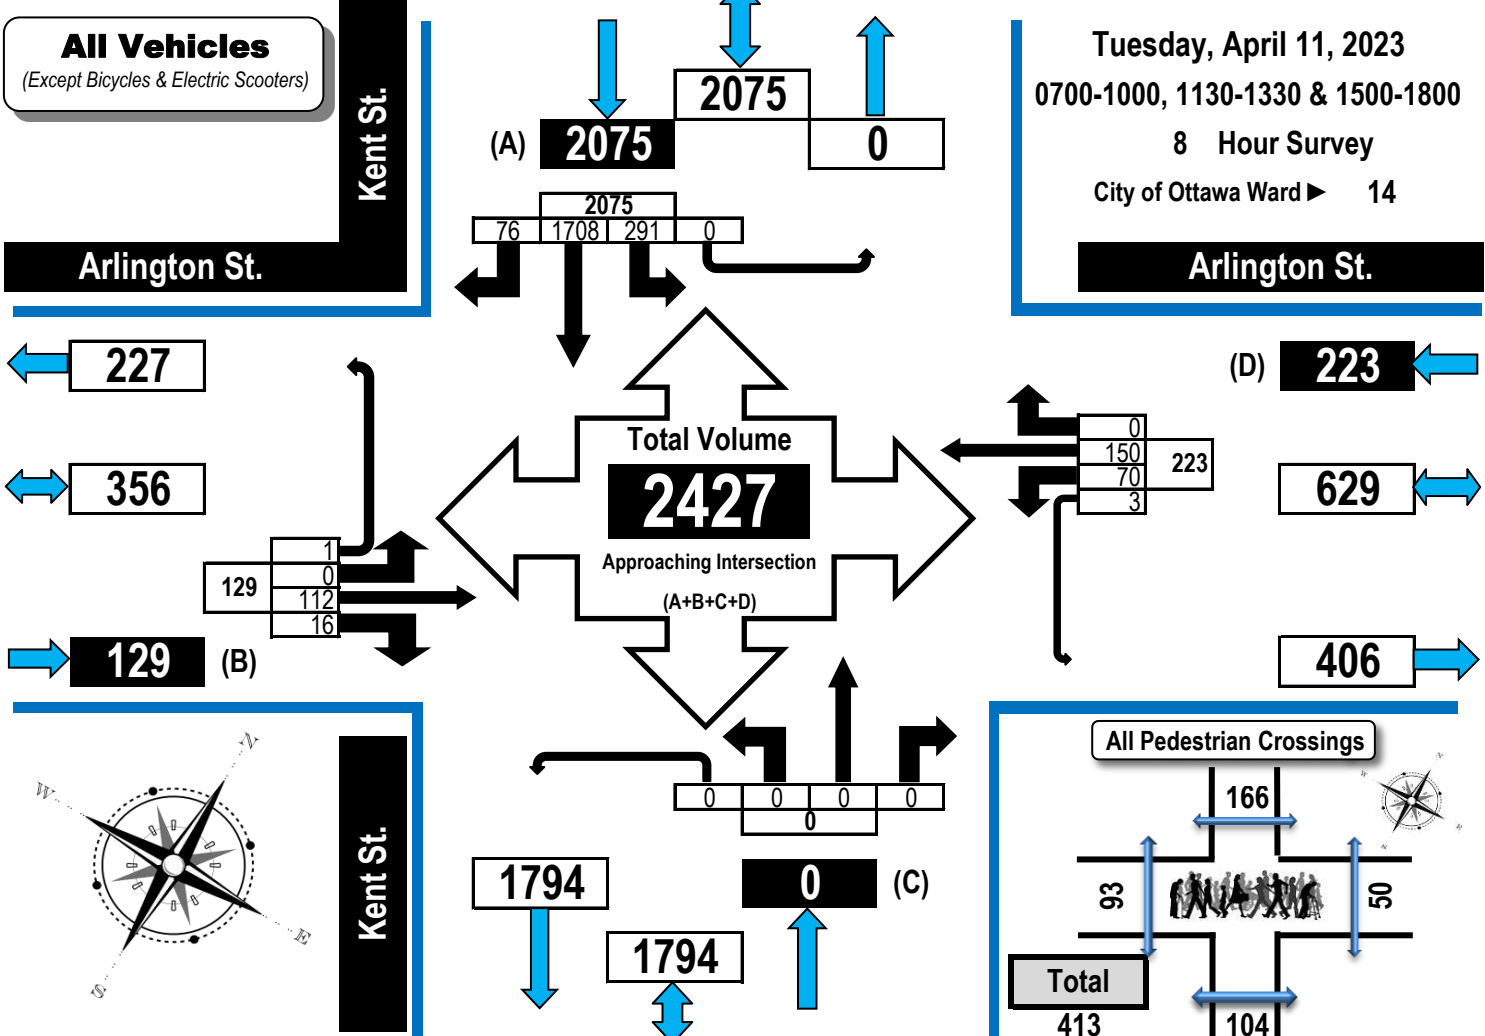 All Vehicles
(Except Bicycles & Electric Scooters)
Kent St.
Arlington St.
2075
(A) 2075
0
2075
76 1708 291 0
Tuesday, April 11, 2023
0700-1000, 1130-1330 & 1500-1800
8 Hour Survey
City of Ottawa Ward ► 14
Arlington St.
227
356
129
1
0
112
16
129 (B)
Total Volume
2427
Approaching Intersection
(A+B+C+D)
(D) 223
0
150
70
3
223
629
406
0 0 0 0
0
1794
0 (C)
1794
N
W
E
S
Kent St.
All Pedestrian Crossings
N
W
E
S
166
93
50
Total
413
104